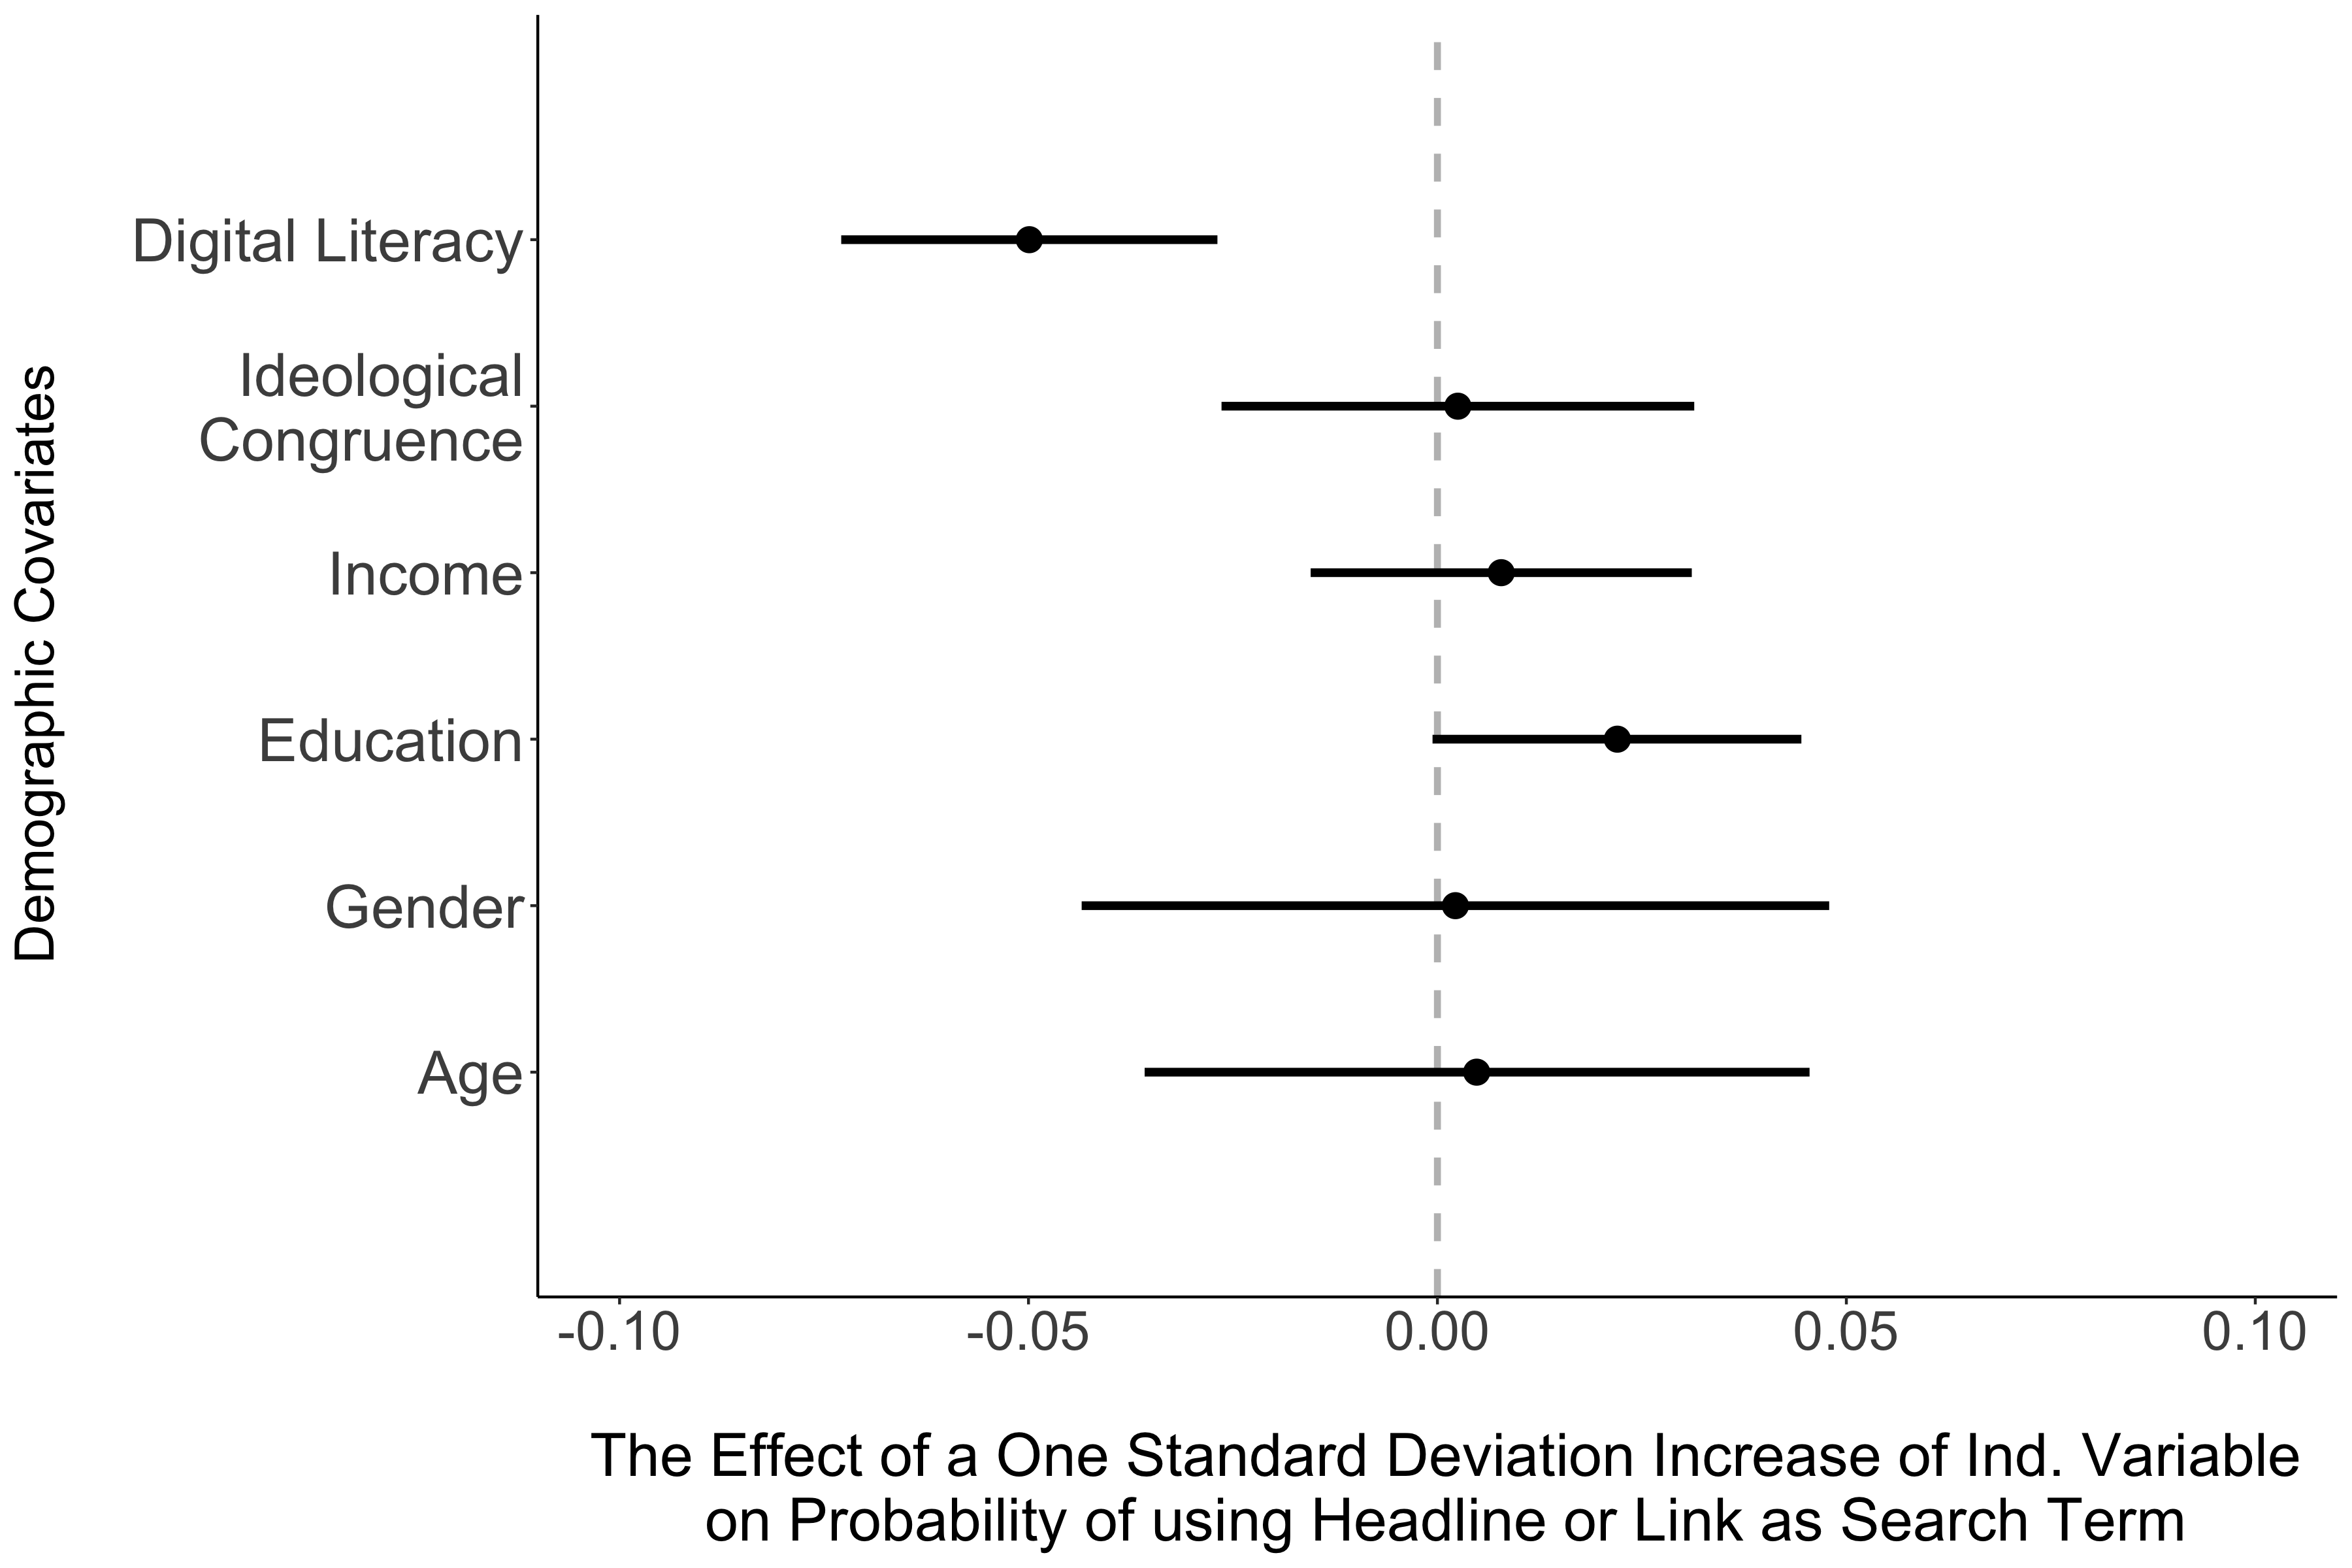 Demographic Covariates
Digital Literacy
Ideological
Congruence
Income
Education
Gender
Age
-0.10 -0.05 0.00 0.05 0.10
The Effect of a One Standard Deviation Increase of Ind. Variable
on Probability of using Headline or Link as Search Term